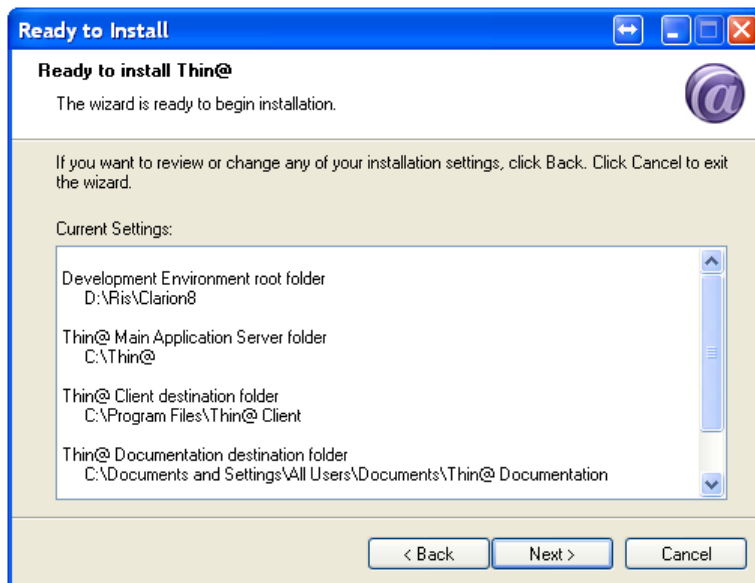 Ready to Install
Ready to install Thin@
The wizard is ready to begin installation.
If you want to review or change any of your installation settings, click Back. Click Cancel to exit
the wizard.
Current Settings:
Development Environment root folder
D:\Ris\Clarion8
Thin@ Main Application Server folder
C:\Thin@
Thin@ Client destination folder
C:\Program Files\Thin@ Client
Thin@ Documentation destination folder
C:\Documents and Settings\All Users\Documents\Thin@ Documentation
< Back
Next >
Cancel